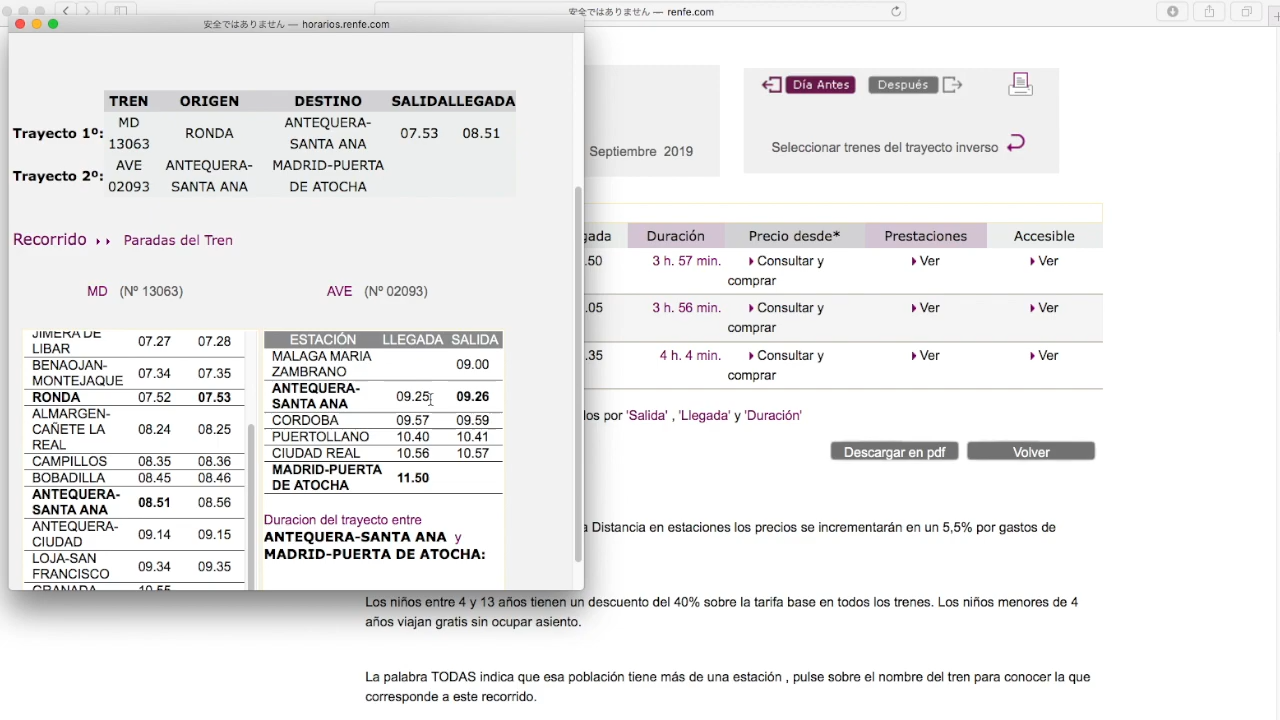 安全ではありません — horarios.renfe.com
安全ではありません — renfe.com
TREN ORIGEN DESTINO SALIDALLEGADA
Trayecto 1º: MD 13063 RONDA ANTEQUERA-SANTA ANA 07.53 08.51
Trayecto 2º: AVE 02093 ANTEQUERA-SANTA ANA MADRID-PUERTA DE ATOCHA
Recorrido Paradas del Tren
MD (Nº 13063) AVE (Nº 02093)
JIMERA DE LIBAR 07.27 07.28
BENAOJAN-MONTEJAQUE 07.34 07.35
RONDA 07.52 07.53
ALMARGEN-CAÑETE LA REAL 08.24 08.25
CAMPILLOS 08.35 08.36
BOBADILLA 08.45 08.46
ANTEQUERA-SANTA ANA 08.51 08.56
ANTEQUERA-CIUDAD 09.14 09.15
LOJA-SAN FRANCISCO 09.34 09.35
GRANADA 10.55
ESTACIÓN LLEGADA SALIDA
MALAGA MARIA ZAMBRANO 09.00
ANTEQUERA-SANTA ANA 09.25 09.26
CORDOBA 09.57 09.59
PUERTOLLANO 10.40 10.41
CIUDAD REAL 10.56 10.57
MADRID-PUERTA DE ATOCHA 11.50
Duracion del trayecto entre
ANTEQUERA-SANTA ANA y
MADRID-PUERTA DE ATOCHA:
Septiembre 2019
Día Antes Después
Seleccionar trenes del trayecto inverso
gada Duración Precio desde* Prestaciones Accesible
.50 3 h. 57 min. Consultar y comprar Ver Ver
.05 3 h. 56 min. Consultar y comprar Ver Ver
.35 4 h. 4 min. Consultar y comprar Ver Ver
los por 'Salida' , 'Llegada' y 'Duración'
Descargar en pdf Volver
a Distancia en estaciones los precios se incrementarán en un 5,5% por gastos de
Los niños entre 4 y 13 años tienen un descuento del 40% sobre la tarifa base en todos los trenes. Los niños menores de 4
años viajan gratis sin ocupar asiento.
La palabra TODAS indica que esa población tiene más de una estación , pulse sobre el nombre del tren para conocer la que
corresponde a este recorrido.